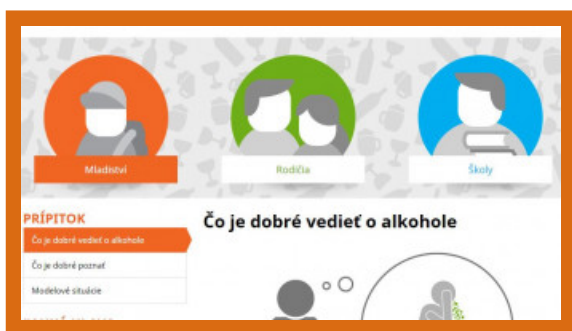 Mladiství
Rodičia
Školy
PRÍPITOK
Čo je dobré vedieť o alkohole
Čo je dobré poznať
Modelové situácie
Čo je dobré vedieť o alkohole